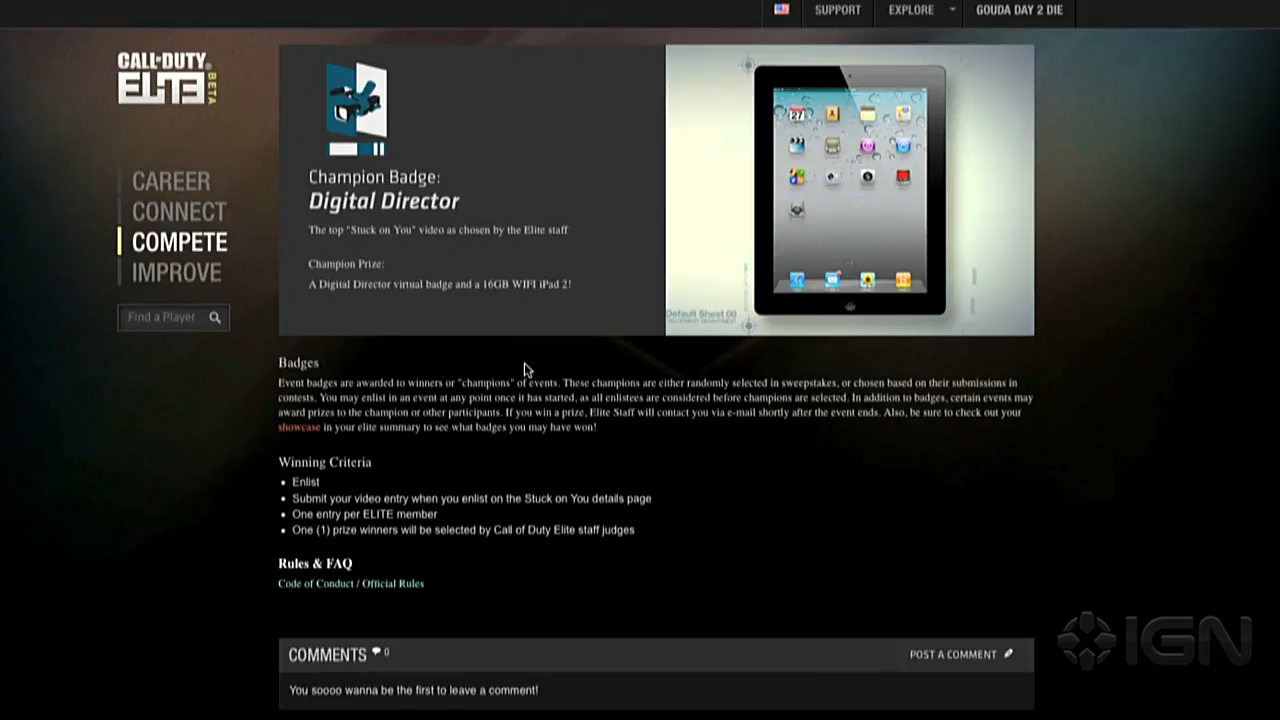 SUPPORT
EXPLORE
GOUDA DAY 2 DIE
CALL OF DUTY
ELITE BETA
CAREER
CONNECT
COMPETE
IMPROVE
Find a Player
Champion Badge:
Digital Director
The top "Stuck on You" video as chosen by the Elite staff
Champion Prize:
A Digital Director virtual badge and a 16GB WIFI iPad 2!
27
Default Sheet 00
Badges
Event badges are awarded to winners or "champions" of events. These champions are either randomly selected in sweepstakes, or chosen based on their submissions in
contests. You may enlist in an event at any point once it has started, as all enlistees are considered before champions are selected. In addition to badges, certain events may
award prizes to the champion or other participants. If you win a prize, Elite Staff will contact you via e-mail shortly after the event ends. Also, be sure to check out your
showcase in your elite summary to see what badges you may have won!
Winning Criteria
• Enlist
• Submit your video entry when you enlist on the Stuck on You details page
• One entry per ELITE member
• One (1) prize winners will be selected by Call of Duty Elite staff judges
Rules & FAQ
Code of Conduct / Official Rules
COMMENTS 0
POST A COMMENT
You soooo wanna be the first to leave a comment!
IGN